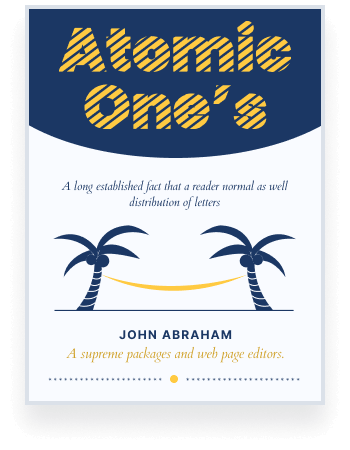 Atomic
One's
A long established fact that a reader normal as well
distribution of letters
JOHN ABRAHAM
A supreme packages and web page editors.